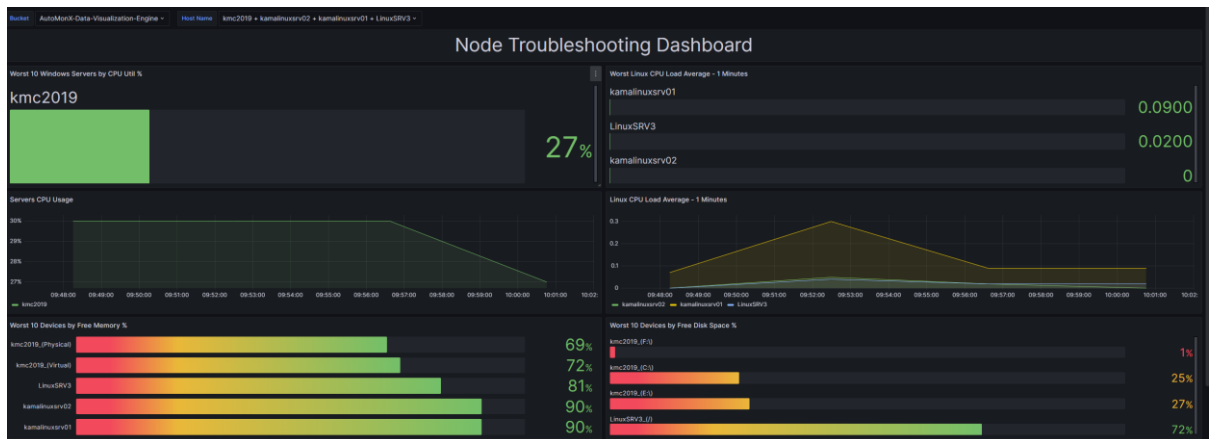 Bucket AutoMonX-Data-Visualization-Engine Host Name kmc2019 + kamalinuxsrv02 + kamalinuxsrv01 + LinuxSRV3
Node Troubleshooting Dashboard
Worst 10 Windows Servers by CPU Util %
kmc2019
27%
Worst Linux CPU Load Average - 1 Minutes
kamalinuxsrv01
0.0900
LinuxSRV3
0.0200
kamalinuxsrv02
0
Servers CPU Usage
30%
29%
28%
27%
09:48:00 09:49:00 09:50:00 09:51:00 09:52:00 09:53:00 09:54:00 09:55:00 09:56:00 09:57:00 09:58:00 09:59:00 10:00:00 10:01:00 10:02:
kmc2019
Linux CPU Load Average - 1 Minutes
0.3
0.2
0.1
0
09:48:00 09:49:00 09:50:00 09:51:00 09:52:00 09:53:00 09:54:00 09:55:00 09:56:00 09:57:00 09:58:00 09:59:00 10:00:00 10:01:00 10:02:
kamalinuxsrv02 kamalinuxsrv01 LinuxSRV3
Worst 10 Devices by Free Memory %
kmc2019_(Physical) 69%
kmc2019_(Virtual) 72%
LinuxSRV3 81%
kamalinuxsrv02 90%
kamalinuxsrv01 90%
Worst 10 Devices by Free Disk Space %
kmc2019_(F:\)
1%
kmc2019_(C:\)
25%
kmc2019_(E:\)
27%
LinuxSRV3_(/)
72%